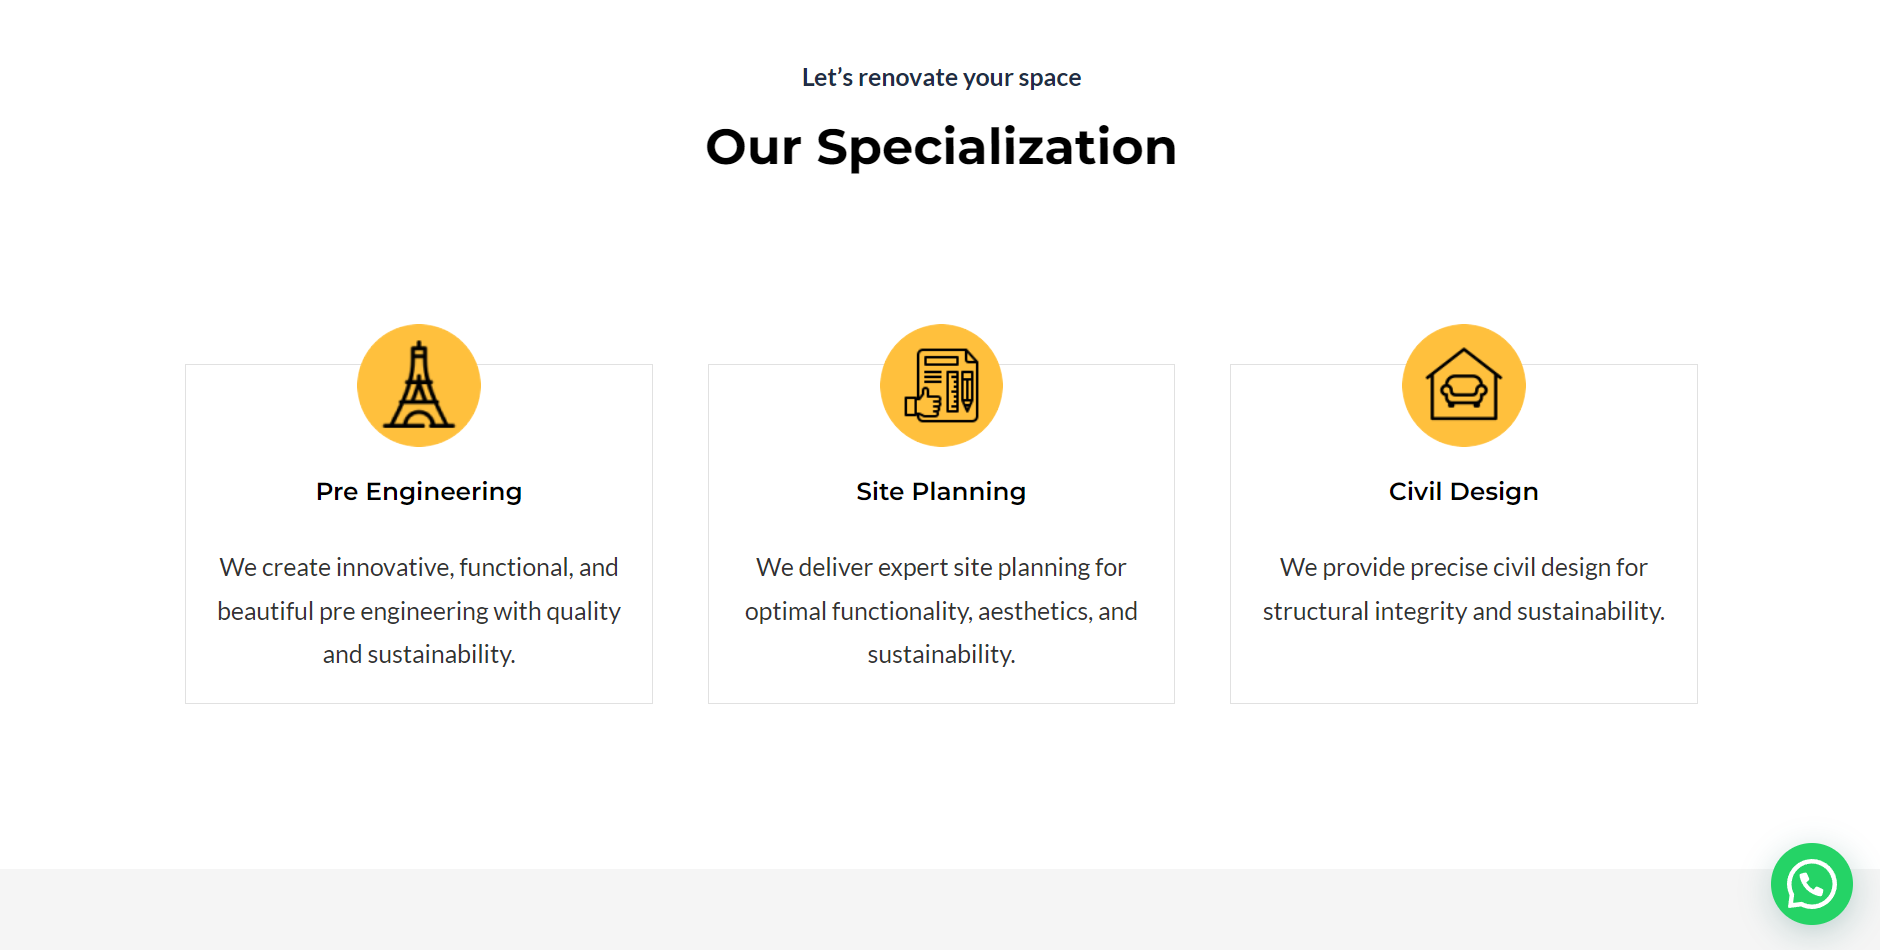 Let’s renovate your space
Our Specialization
Pre Engineering
We create innovative, functional, and
beautiful pre engineering with quality
and sustainability.
Site Planning
We deliver expert site planning for
optimal functionality, aesthetics, and
sustainability.
Civil Design
We provide precise civil design for
structural integrity and sustainability.